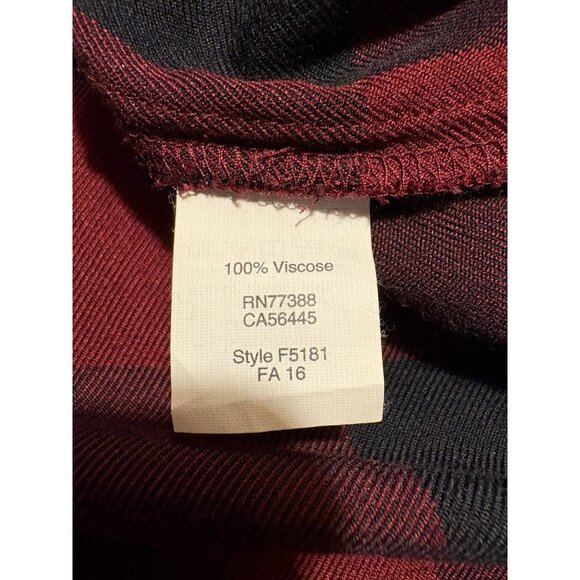 100% Viscose
RN77388
CA56445
Style F5181
FA 16